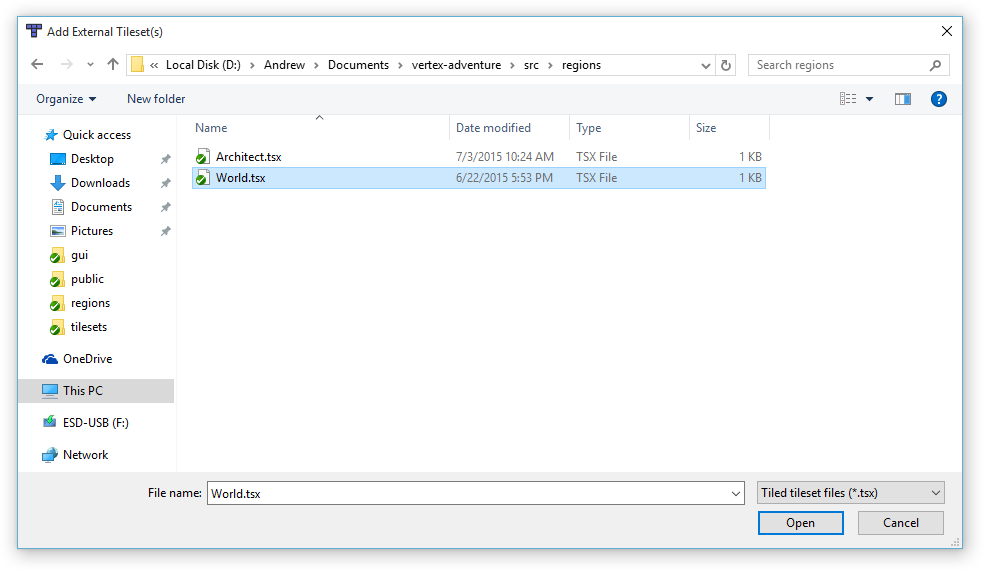 Add External Tileset(s)
« Local Disk (D:) > Andrew > Documents > vertex-adventure > src > regions
Search regions
Organize
New folder
?
Name Date modified Type Size
Architect.tsx 7/3/2015 10:24 AM TSX File 1 KB
World.tsx 6/22/2015 5:53 PM TSX File 1 KB
Quick access
Desktop
Downloads
Documents
Pictures
gui
public
regions
tilesets
OneDrive
This PC
ESD-USB (F:)
Network
File name: World.tsx
Tiled tileset files (*.tsx)
Open
Cancel